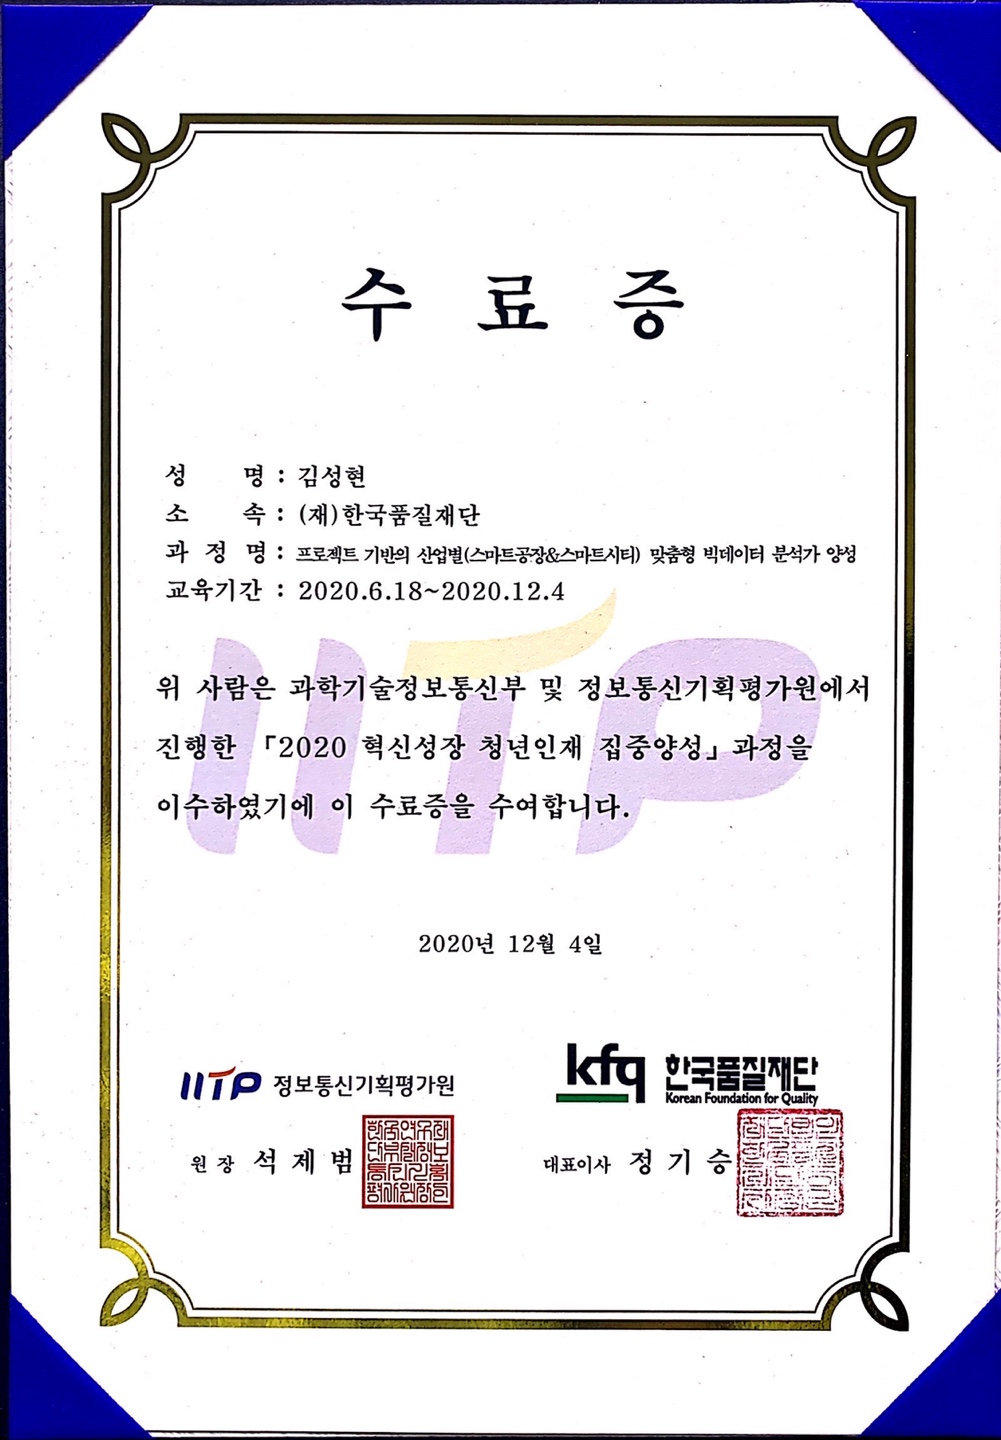 수 료 증
성 명 : 김성현
소 속 : (재)한국품질재단
과 정 명 : 프로젝트 기반의 산업별(스마트공장&스마트시티) 맞춤형 빅데이터 분석가 양성
교육기간 : 2020.6.18~2020.12.4
IITP
위 사람은 과학기술정보통신부 및 정보통신기획평가원에서
진행한 「2020 혁신성장 청년인재 집중양성」과정을
이수하였기에 이 수료증을 수여합니다.
2020년 12월 4일
IITP 정보통신기획평가원
원장 석 제 범
kfq 한국품질재단
Korean Foundation for Quality
대표이사 정 기 승